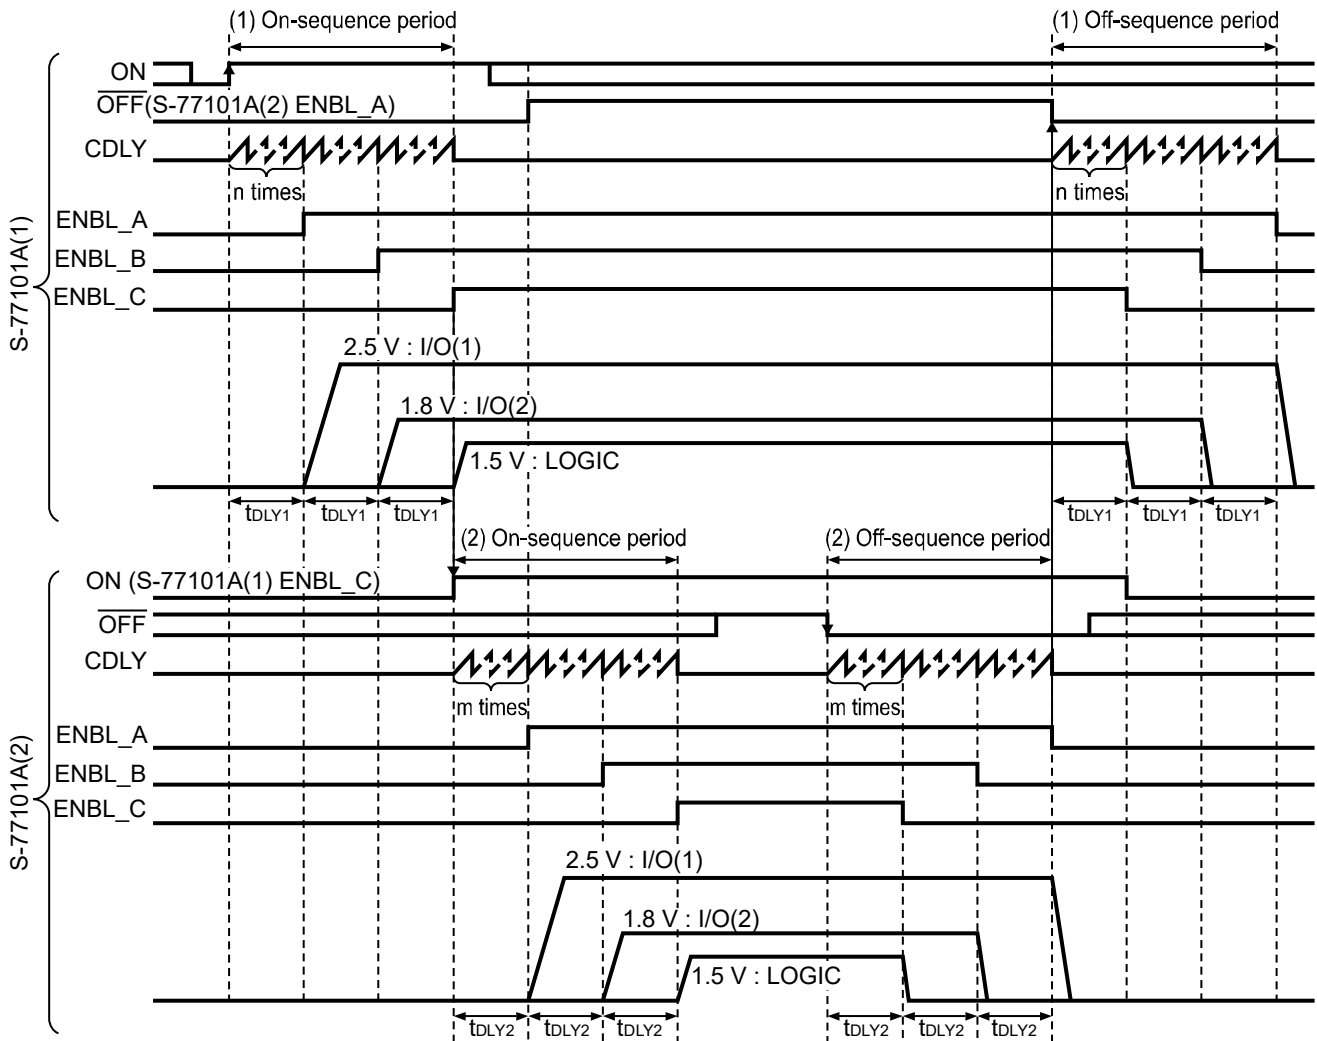 (1) On-sequence period
(1) Off-sequence period
ON
OFF(S-77101A(2) ENBL_A)
CDLY
n times
n times
ENBL_A
ENBL_B
ENBL_C
S-77101A(1)
2.5 V : I/O(1)
1.8 V : I/O(2)
1.5 V : LOGIC
tDLY1
tDLY1
tDLY1
tDLY1
tDLY1
tDLY1
(2) On-sequence period
(2) Off-sequence period
ON (S-77101A(1) ENBL_C)
OFF
CDLY
m times
m times
ENBL_A
ENBL_B
ENBL_C
S-77101A(2)
2.5 V : I/O(1)
1.8 V : I/O(2)
1.5 V : LOGIC
tDLY2
tDLY2
tDLY2
tDLY2
tDLY2
tDLY2